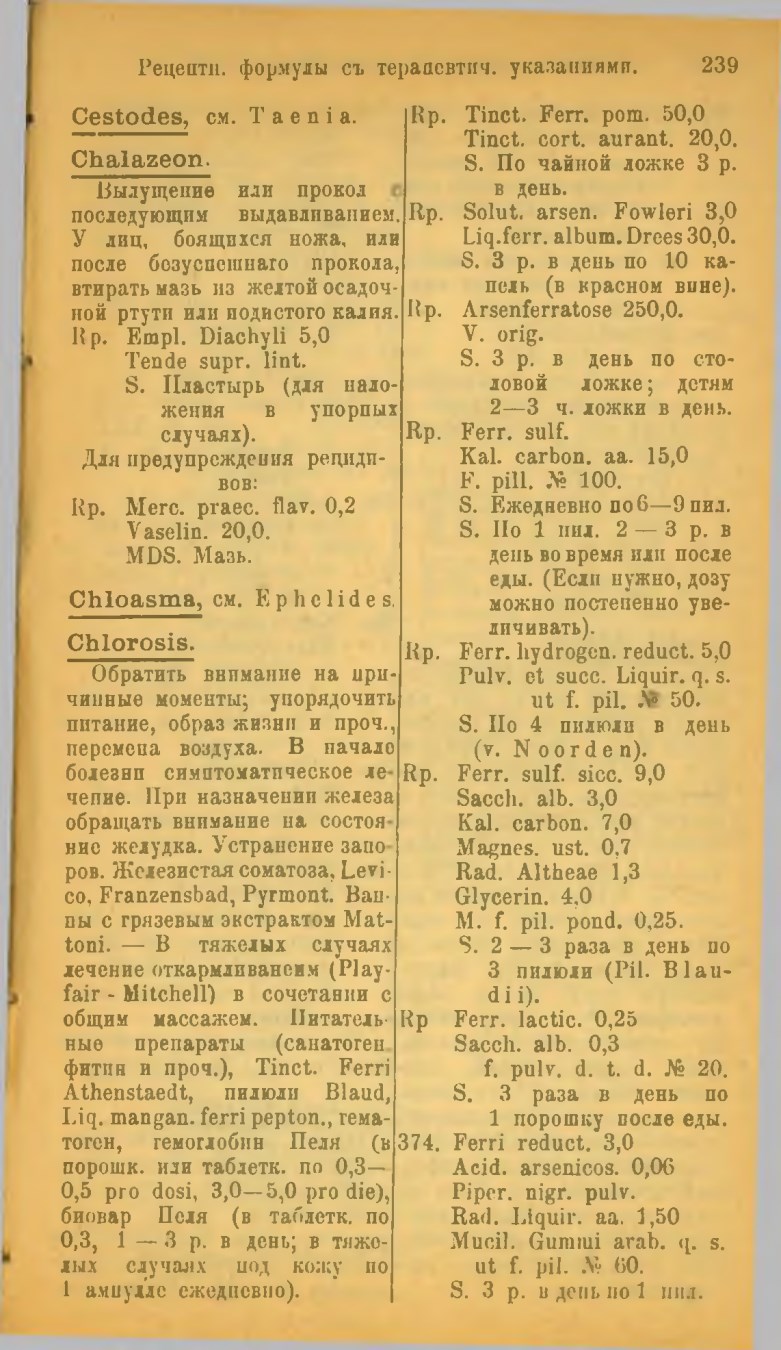 Рецептн. формулы съ терапевтич. указаниями. 239
Cestodes, см. Taenia.
Chalazeon.
Вылущение или прокол с
последующим выдавливанием.
У лиц, боящихся ножа, или
после безуспешнаго прокола,
втирать мазь из желтой осадоч-
ной ртути или иодистого калия.
Rp. Empl. Diachyli 5,0
Tende supr. lint.
S. Пластырь (для нало-
жения в упорных
случаях).
Для предупреждения рециди-
вов:
Rp. Merc. praec. flav. 0,2
Vaselin. 20,0.
MDS. Мазь.
Chloasma, см. Ephelides.
Chlorosis.
Обратить внимание на при-
чинные моменты; упорядочить
питание, образ жизни и проч.,
перемена воздуха. В начале
болезни симптоматическое ле-
чение. При назначении железа
обращать внимание на состоя-
ние желудка. Устранение запо-
ров. Железистая соматоза, Levi-
co, Franzensbad, Pyrmont. Ван-
ны с грязевым экстрактом Mat-
toni. — В тяжелых случаях
лечение откармливанеим (Play-
fair - Mitchell) в сочетании с
общим массажем. Питатель-
ные препараты (санатоген
фитин и проч.), Tinct. Ferri
Athenstaedt, пилюли Blaud,
Liq. mangan. ferri pepton., гема-
тоген, гемоглобин Пеля (в
порошк. или таблетк. по 0,3—
0,5 pro dosi, 3,0—5,0 pro die),
биовар Пеля (в таблетк. по
0,3, 1 — 3 р. в день; в тяже-
лых случаях под кожу по
1 ампулле ежедневно).
Rp. Tinct. Ferr. pom. 50,0
Tinct. cort. aurant. 20,0.
S. По чайной ложке 3 р.
в день.
Rp. Solut. arsen. Fowleri 3,0
Liq. ferr. album. Drees 30,0.
S. 3 р. в день по 10 ка-
пель (в красном вине).
Rp. Arsenferratose 250,0.
V. orig.
S. 3 р. в день по сто-
ловой ложке; детям
2—3 ч. ложки в день.
Rp. Ferr. sulf.
Kal. carbon. aa. 15,0
F. pill. № 100.
S. Ежедневно по 6—9 пил.
S. По 1 пил. 2 — 3 р. в
день во время или после
еды. (Если нужно, дозу
можно постепенно уве-
личивать).
Rp. Ferr. hydrogen. reduct. 5,0
Pulv. et succ. Liquir. q. s.
ut f. pil. № 50.
S. По 4 пилюли в день
(v. Noorden).
Rp. Ferr. sulf. sicc. 9,0
Sacch. alb. 3,0
Kal. carbon. 7,0
Magnes. ust. 0,7
Rad. Altheae 1,3
Glycerin. 4,0
M. f. pil. pond. 0,25.
S. 2 — 3 раза в день по
3 пилюли (Pil. Blau-
dii).
Rp Ferr. lactic. 0,25
Sacch. alb. 0,3
f. pulv. d. t. d. № 20.
S. 3 раза в день по
1 порошку после еды.
374. Ferri reduct. 3,0
Acid. arsenicos. 0,06
Piper. nigr. pulv.
Rad. Liquir. aa. 1,50
Mucil. Gummi arab. q. s.
ut f. pil. № 60.
S. 3 р. в день по 1 пил.